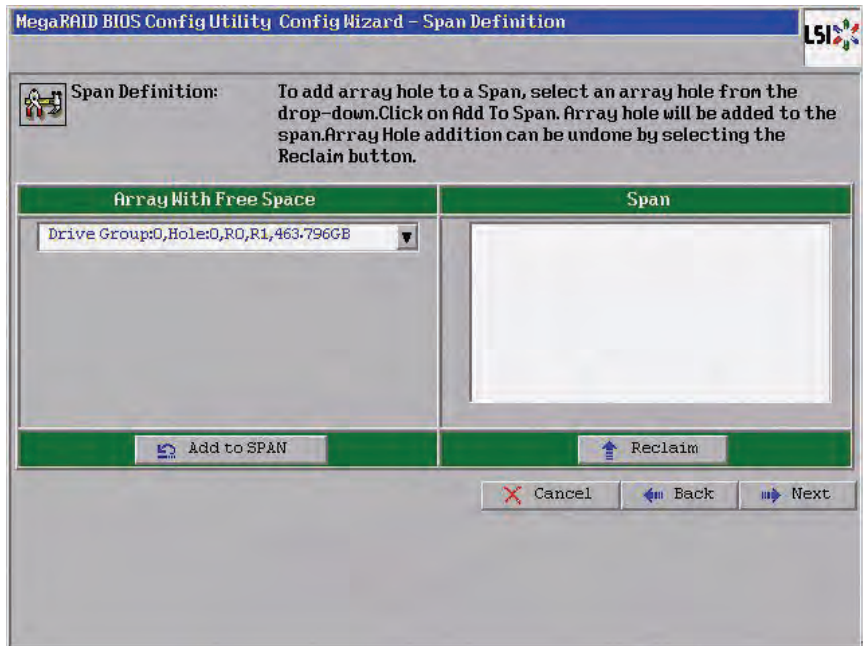 MegaRAID BIOS Config Utility Config Wizard – Span Definition
LSI
Span Definition:
To add array hole to a Span, select an array hole from the
drop-down.Click on Add To Span. Array hole will be added to the
span.Array Hole addition can be undone by selecting the
Reclaim button.
Array With Free Space
Span
Drive Group:0,Hole:0,R0,R1,463.796GB
Add to SPAN
Reclaim
Cancel
Back
Next